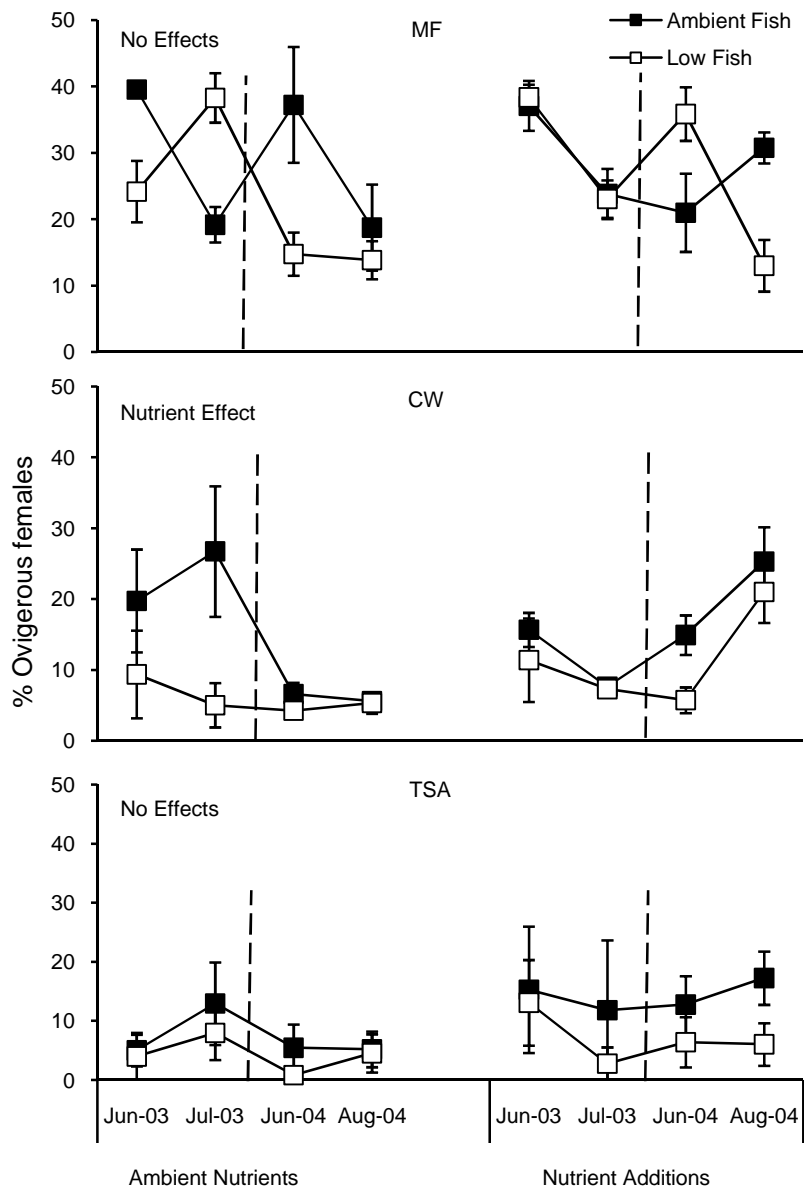 Ambient Fish
Low Fish
% Ovigerous females
MF
No Effects
50
40
30
20
10
0
CW
Nutrient Effect
50
40
30
20
10
0
TSA
No Effects
50
40
30
20
10
0
Jun-03 Jul-03 Jun-04 Aug-04 Jun-03 Jul-03 Jun-04 Aug-04
Ambient Nutrients Nutrient Additions